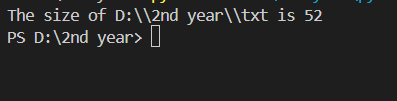 The size of D:\\2nd year\\txt is 52
PS D:\2nd year>